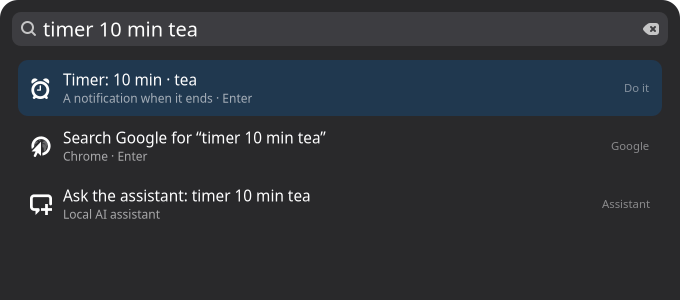 timer 10 min tea
Timer: 10 min · tea
A notification when it ends · Enter
Do it
Search Google for “timer 10 min tea”
Chrome · Enter
Google
Ask the assistant: timer 10 min tea
Local AI assistant
Assistant